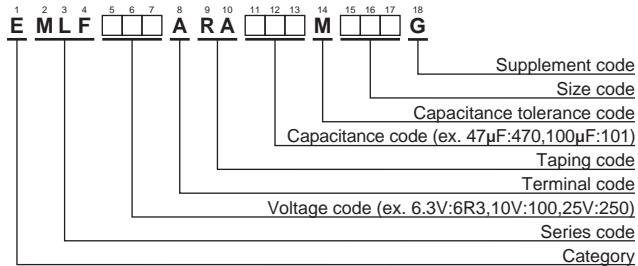 1 2 3 4 5 6 7 8 9 10 11 12 13 14 15 16 17 18
E M L F □□□ A R A □□□ M □□□ G
Supplement code
Size code
Capacitance tolerance code
Capacitance code (ex. 47µF:470,100µF:101)
Taping code
Terminal code
Voltage code (ex. 6.3V:6R3,10V:100,25V:250)
Series code
Category